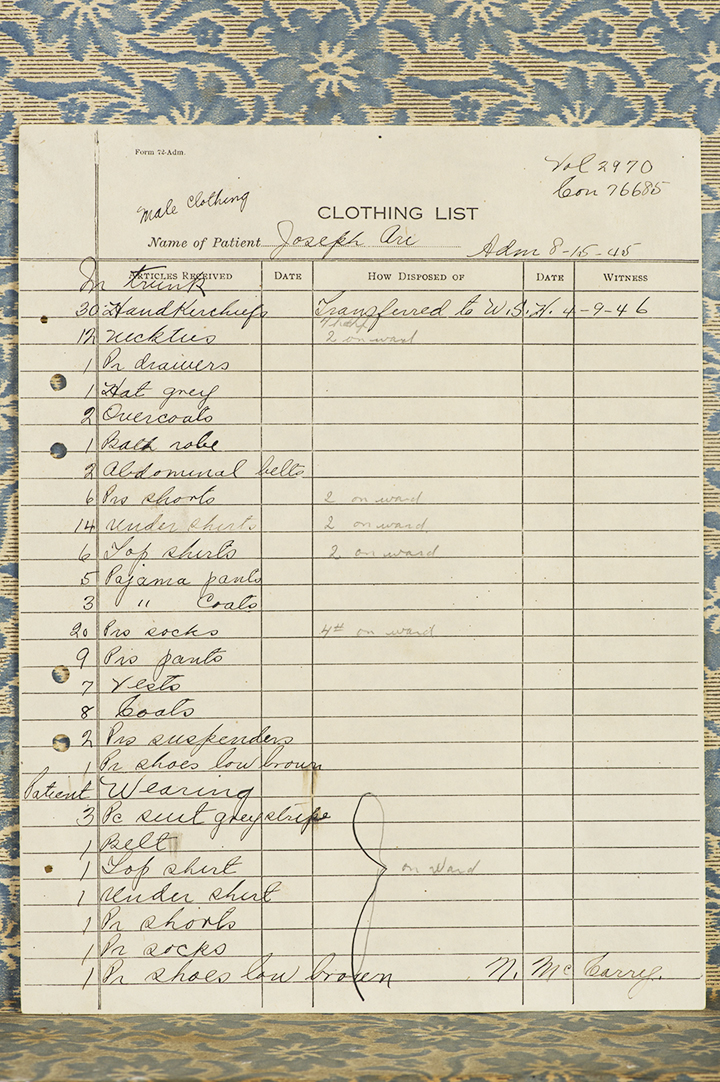 Form 72-Adm.
Vol 2970
Con 76685
Male Clothing
CLOTHING LIST
Name of Patient Joseph Ari
Adm 8-15-45
ARTICLES RECEIVED DATE HOW DISPOSED OF DATE WITNESS
In trunk
30 Handkerchiefs Transferred to W.S.H. 4-9-46
12 neckties 2 on ward
1 Pr drawers
1 Hat grey
2 Overcoats
1 Bath robe
2 Abdominal belts
6 Prs shorts 2 on ward
14 under shirts 2 on ward
6 Top shirts 2 on ward
5 Pajama pants
3 " Coats
20 Prs socks 4 on ward
9 Prs pants
7 Vests
8 Coats
2 Prs suspenders
1 Pr shoes low brown
Patient Wearing
3 Pc suit grey stripe
1 Belt
1 Top shirt on Ward
1 under shirt
1 Pr shorts
1 Pr socks
1 Pr shoes low brown N. McCarry.